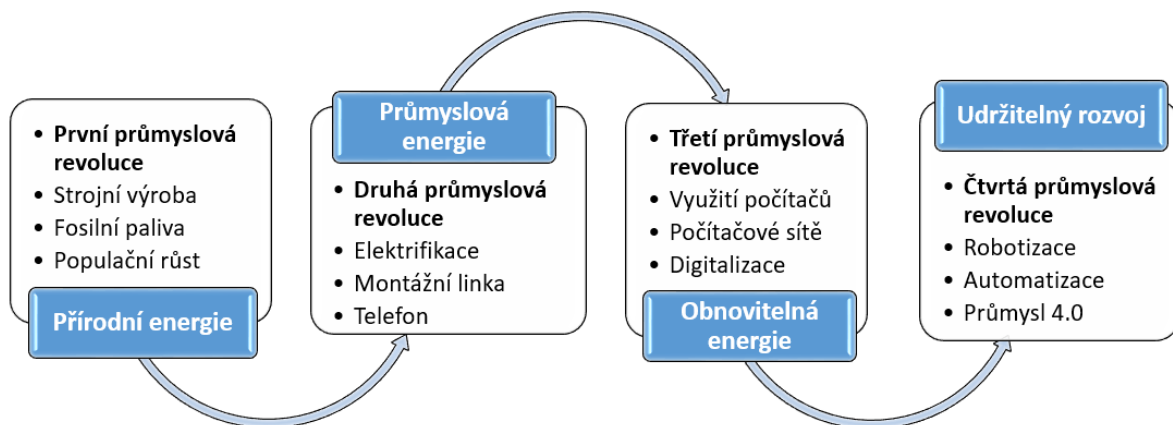 • První průmyslová
revoluce
• Strojní výroba
• Fosilní paliva
• Populační růst
Přírodní energie
Průmyslová
energie
• Druhá průmyslová
revoluce
• Elektrifikace
• Montážní linka
• Telefon
• Třetí průmyslová
revoluce
• Využití počítačů
• Počítačové sítě
• Digitalizace
Obnovitelná
energie
Udržitelný rozvoj
• Čtvrtá průmyslová
revoluce
• Robotizace
• Automatizace
• Průmysl 4.0